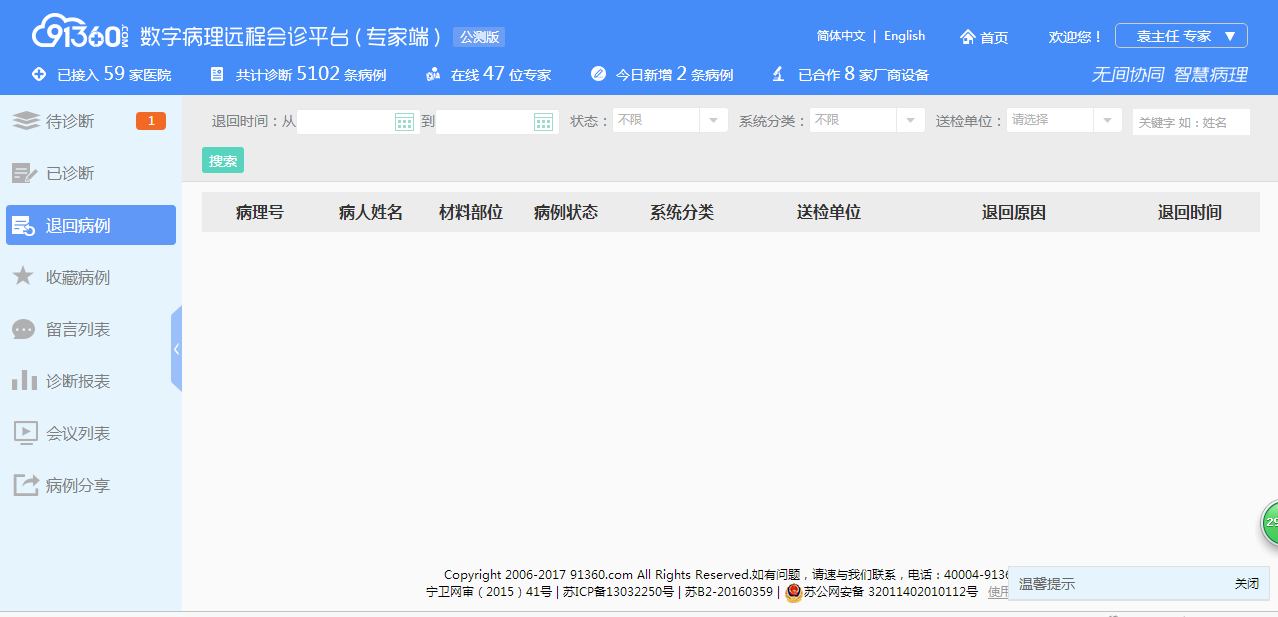 91360.COM 数字病理远程会诊平台(专家端) 公测版
简体中文 | English 首页 欢迎您！ 袁主任 专家 ▼
已接入 59 家医院 共计诊断 5102 条病例 在线 47 位专家 今日新增 2 条病例 已合作 8 家厂商设备 无间协同 智慧病理
待诊断 1
已诊断
退回病例
收藏病例
留言列表
诊断报表
会议列表
病例分享
退回时间：从 到 状态： 不限 系统分类： 不限 送检单位： 请选择 关键字 如：姓名
搜索
病理号 病人姓名 材料部位 病例状态 系统分类 送检单位 退回原因 退回时间
29
Copyright 2006-2017 91360.com All Rights Reserved.如有问题，请速与我们联系，电话：40004-9136
宁卫网审（2015）41号 | 苏ICP备13032250号 | 苏B2-20160359 | 苏公网安备 32011402010112号 使用
温馨提示 关闭